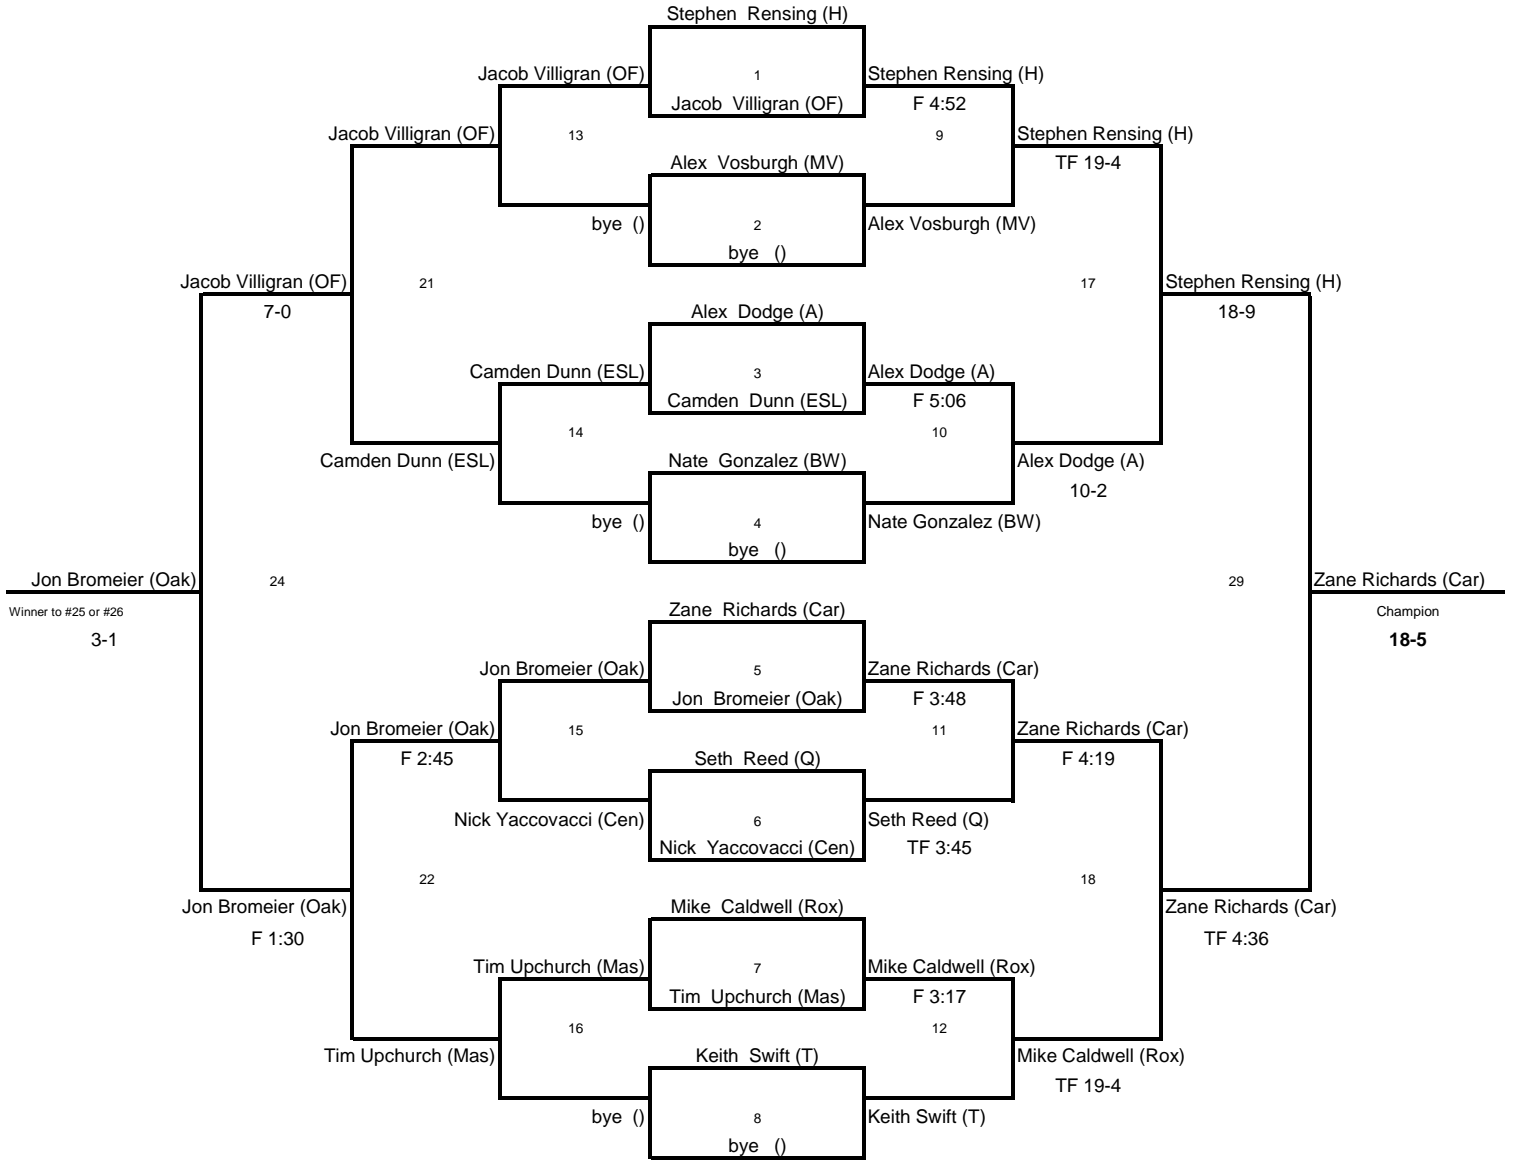 Stephen Rensing (H)
Jacob Villigran (OF)
1
Stephen Rensing (H)
Jacob Villigran (OF)
F 4:52
Jacob Villigran (OF)
13
9
Stephen Rensing (H)
Alex Vosburgh (MV)
TF 19-4
bye ()
2
Alex Vosburgh (MV)
bye ()
Jacob Villigran (OF)
21
17
Stephen Rensing (H)
7-0
Alex Dodge (A)
18-9
Camden Dunn (ESL)
3
Alex Dodge (A)
Camden Dunn (ESL)
F 5:06
14
10
Camden Dunn (ESL)
Nate Gonzalez (BW)
Alex Dodge (A)
10-2
bye ()
4
Nate Gonzalez (BW)
bye ()
Jon Bromeier (Oak)
24
29
Zane Richards (Car)
Winner to #25 or #26
Zane Richards (Car)
Champion
3-1
18-5
Jon Bromeier (Oak)
5
Zane Richards (Car)
Jon Bromeier (Oak)
F 3:48
Jon Bromeier (Oak)
15
11
Zane Richards (Car)
F 2:45
Seth Reed (Q)
F 4:19
Nick Yaccovacci (Cen)
6
Seth Reed (Q)
Nick Yaccovacci (Cen)
TF 3:45
22
18
Jon Bromeier (Oak)
Mike Caldwell (Rox)
Zane Richards (Car)
F 1:30
TF 4:36
Tim Upchurch (Mas)
7
Mike Caldwell (Rox)
Tim Upchurch (Mas)
F 3:17
16
12
Tim Upchurch (Mas)
Keith Swift (T)
Mike Caldwell (Rox)
TF 19-4
bye ()
8
Keith Swift (T)
bye ()